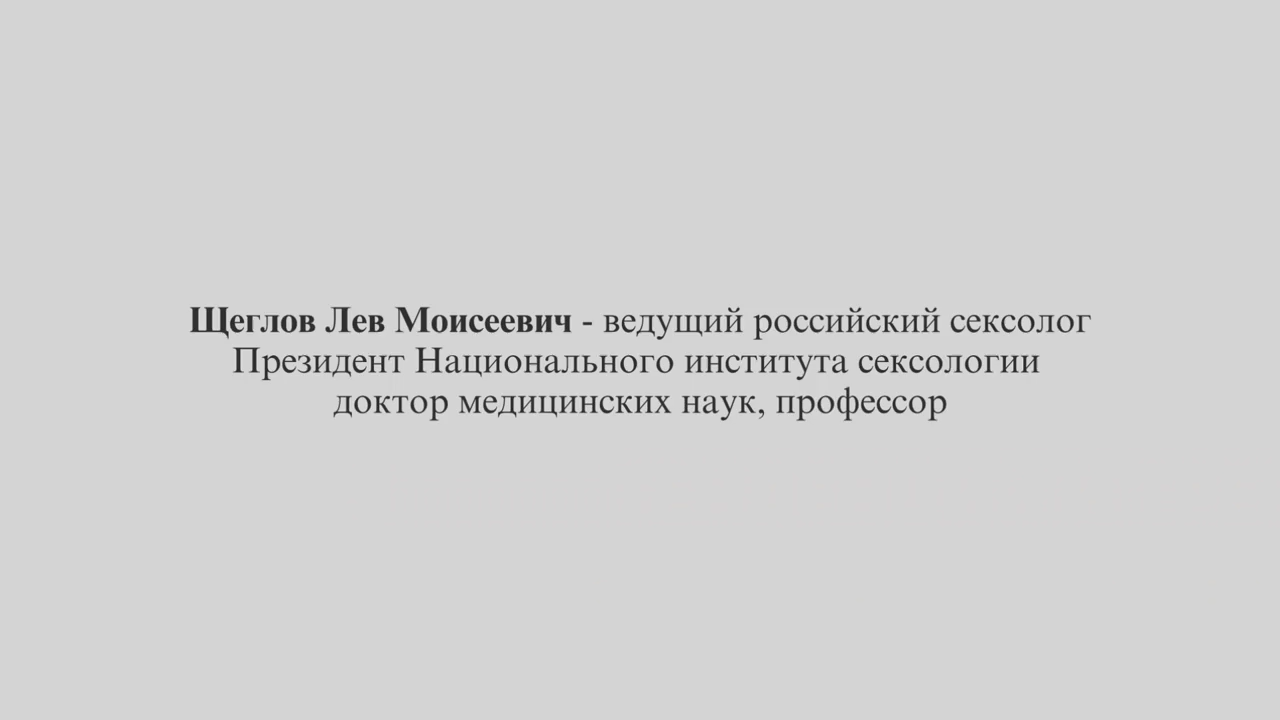 Щеглов Лев Моисеевич - ведущий российский сексолог
Президент Национального института сексологии
доктор медицинских наук, профессор